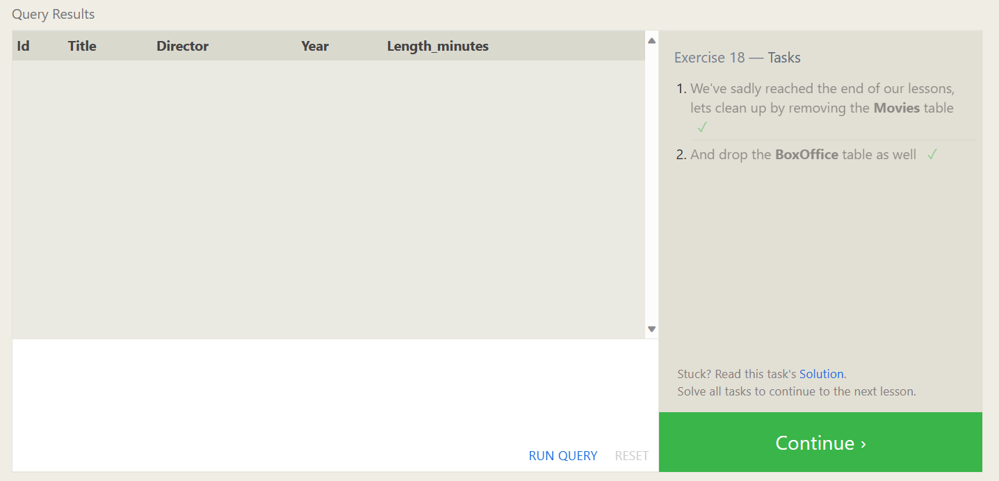 Query Results
Id Title Director Year Length_minutes
Exercise 18 — Tasks
1. We've sadly reached the end of our lessons,
lets clean up by removing the Movies table
✓
2. And drop the BoxOffice table as well ✓
Stuck? Read this task's Solution.
Solve all tasks to continue to the next lesson.
RUN QUERY RESET
Continue ›